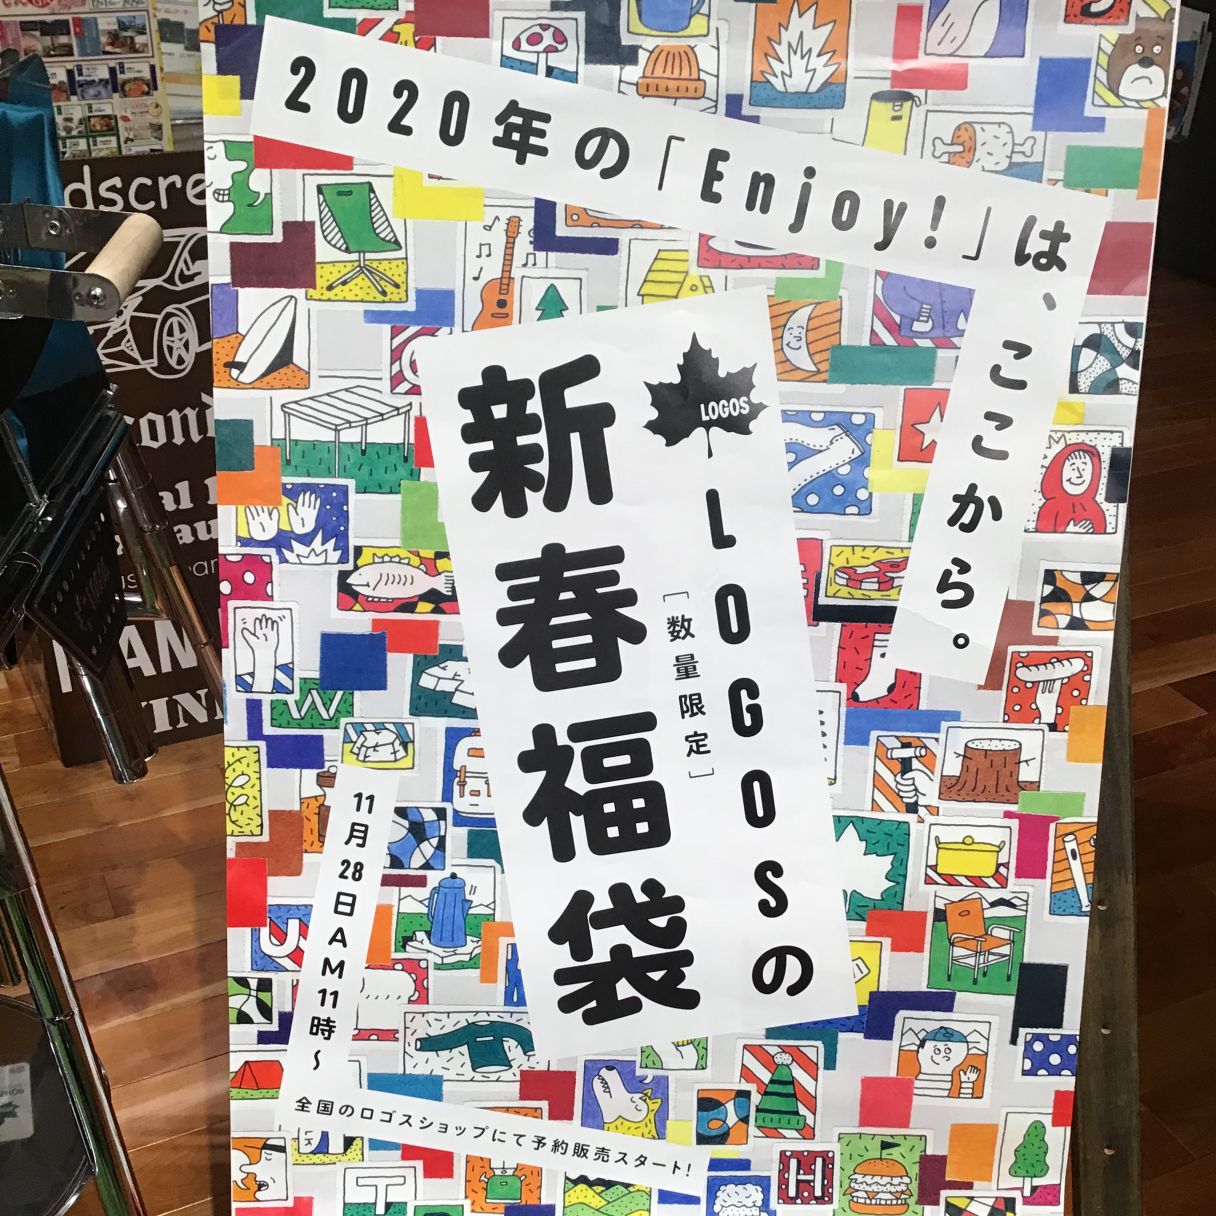 2020年の「Enjoy!」は、ここから。
LOGOS
LOGOSの
新春福袋
[数量限定]
11月28日AM11時～
全国のロゴスショップにて予約販売スタート!
W
U
T
H